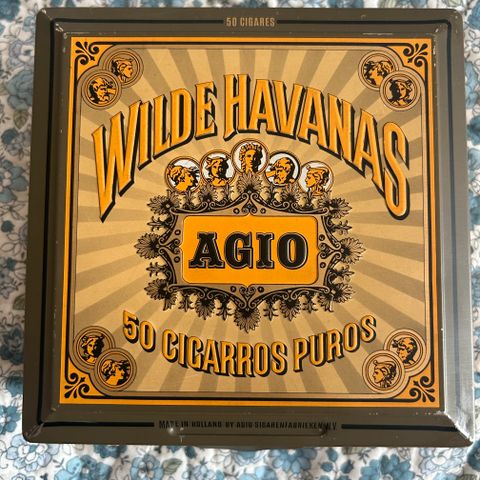 50 CIGARES
WILDE HAVANAS
AGIO
50 CIGARROS PUROS
MADE IN HOLLAND BY AGIO SIGARENFABRIEKEN N.V.